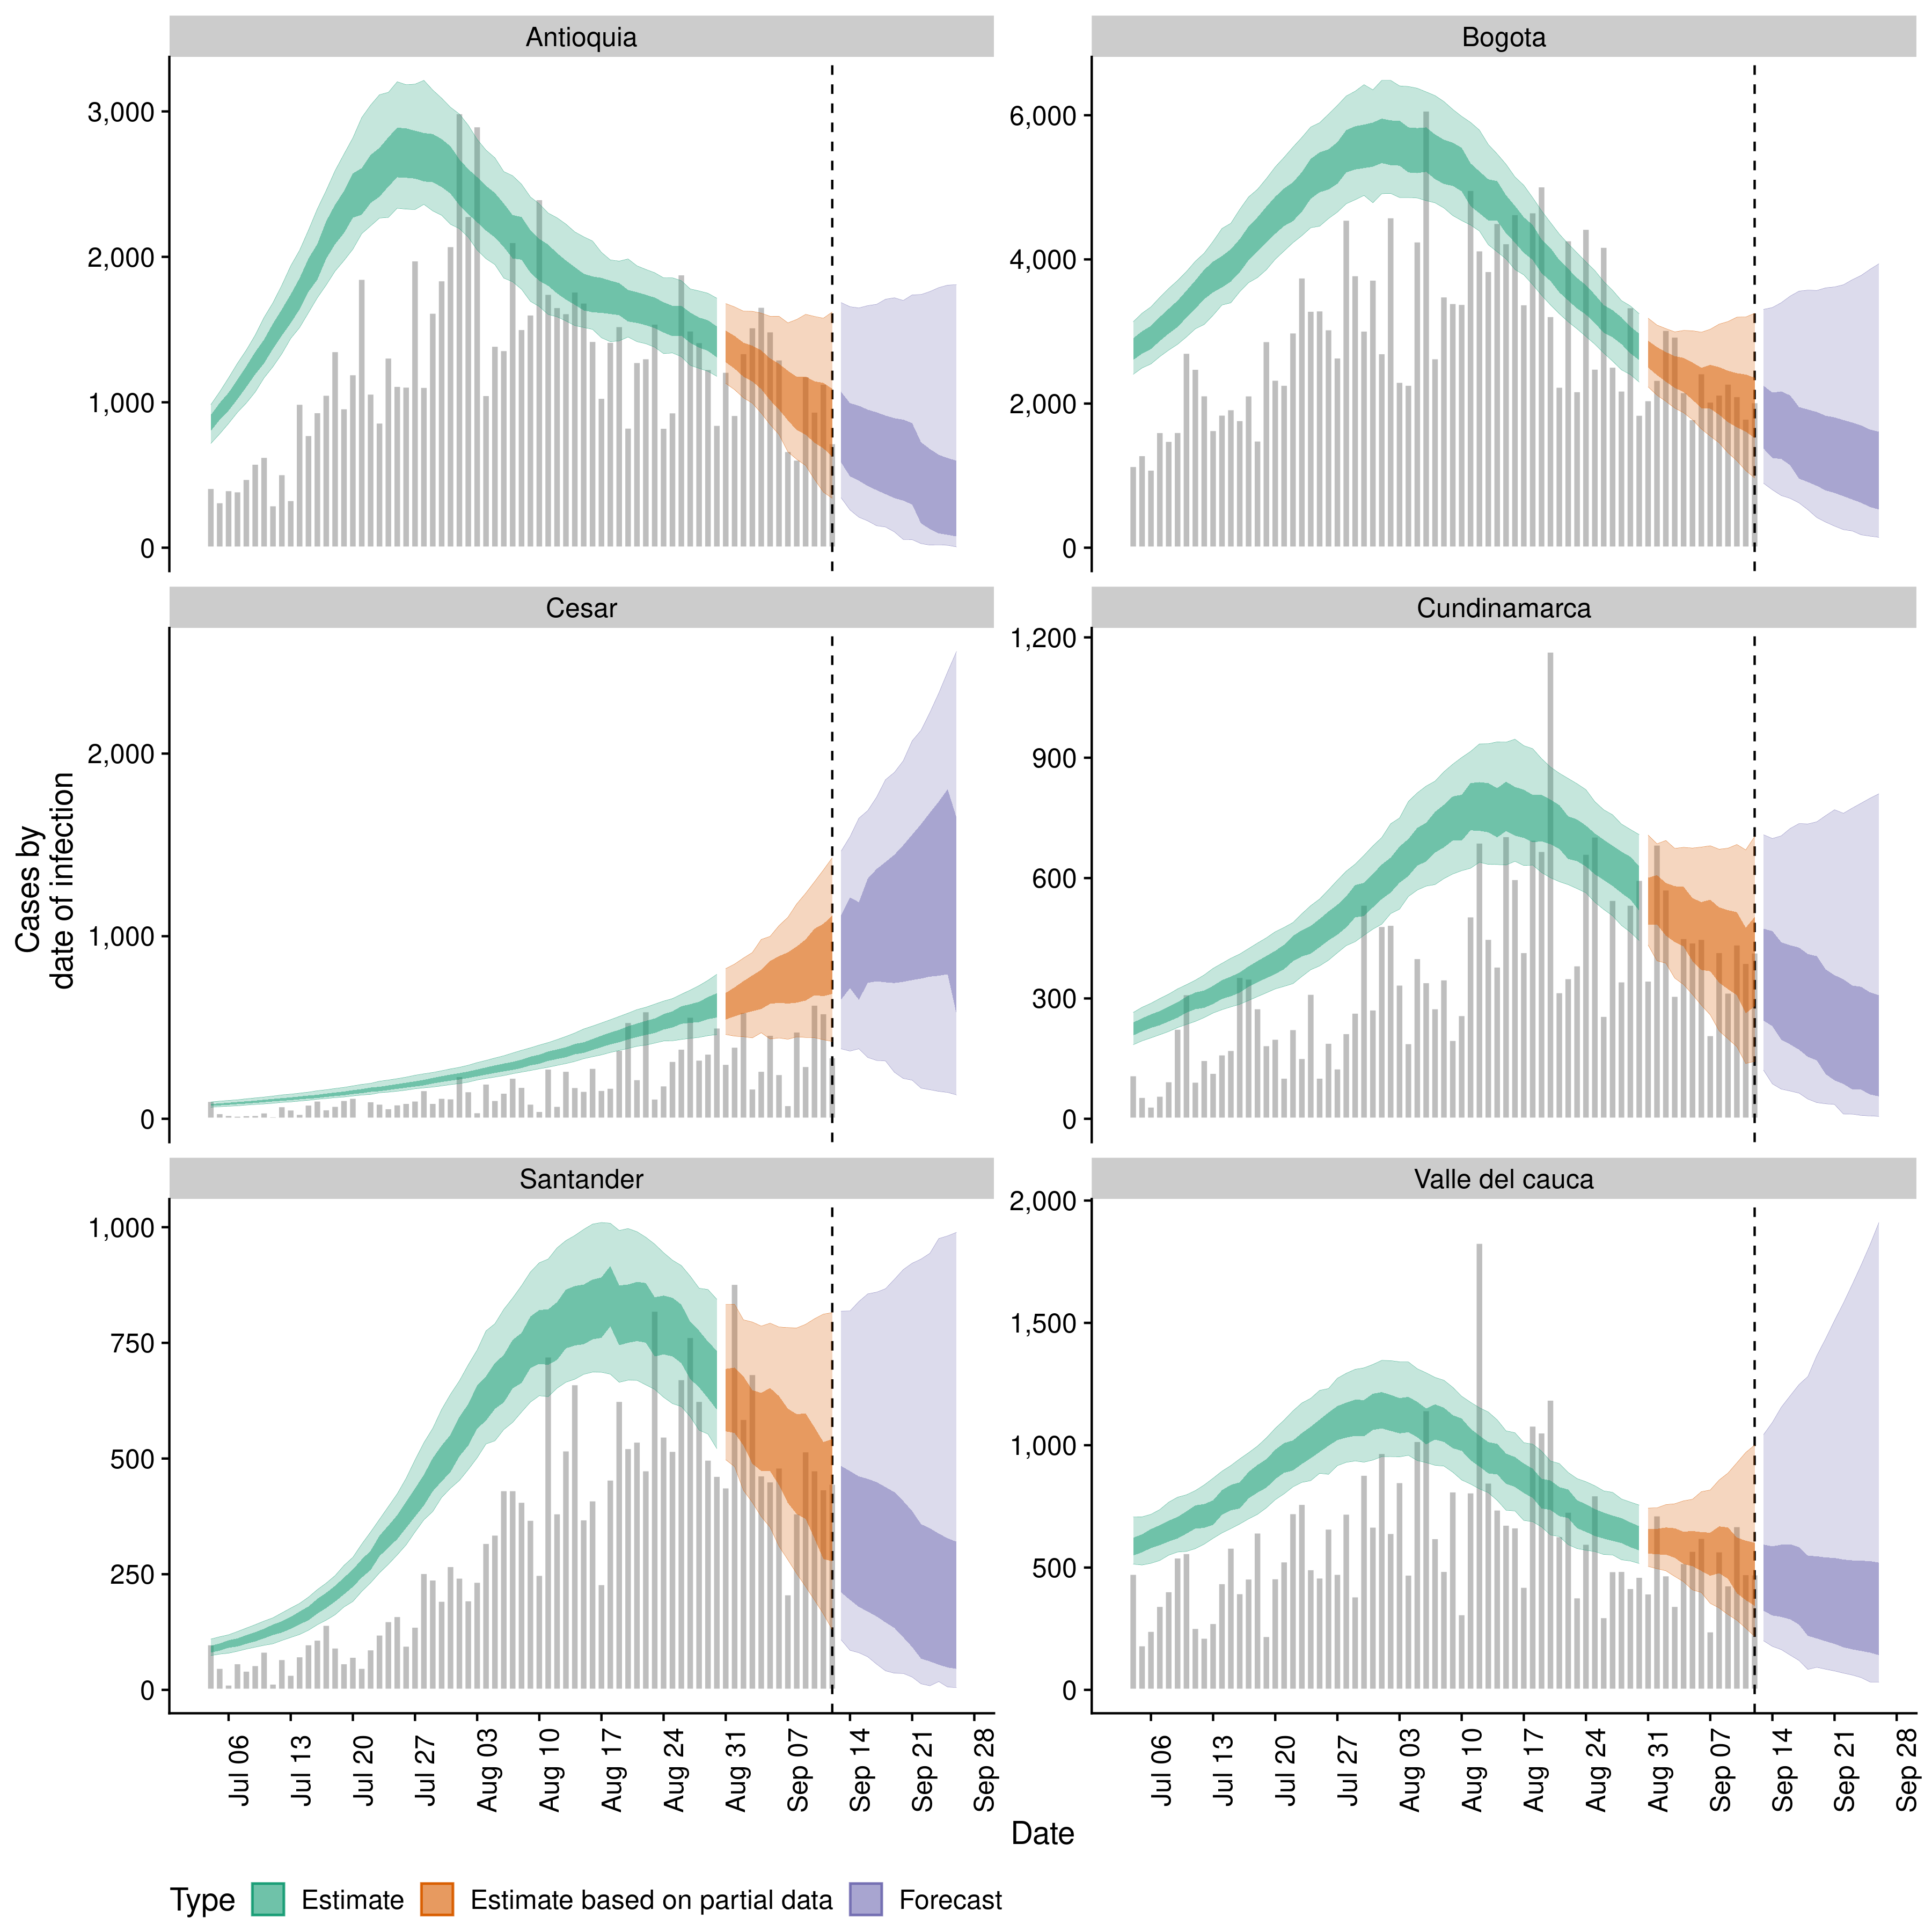 Antioquia
Bogota
3,000
2,000
1,000
0
6,000
4,000
2,000
0
Cesar
Cundinamarca
2,000
1,000
0
1,200
900
600
300
0
Santander
Valle del cauca
1,000
750
500
250
0
2,000
1,500
1,000
500
0
Cases by
date of infection
Jul 06
Jul 13
Jul 20
Jul 27
Aug 03
Aug 10
Aug 17
Aug 24
Aug 31
Sep 07
Sep 14
Sep 21
Sep 28
Jul 06
Jul 13
Jul 20
Jul 27
Aug 03
Aug 10
Aug 17
Aug 24
Aug 31
Sep 07
Sep 14
Sep 21
Sep 28
Date
Type Estimate Estimate based on partial data Forecast